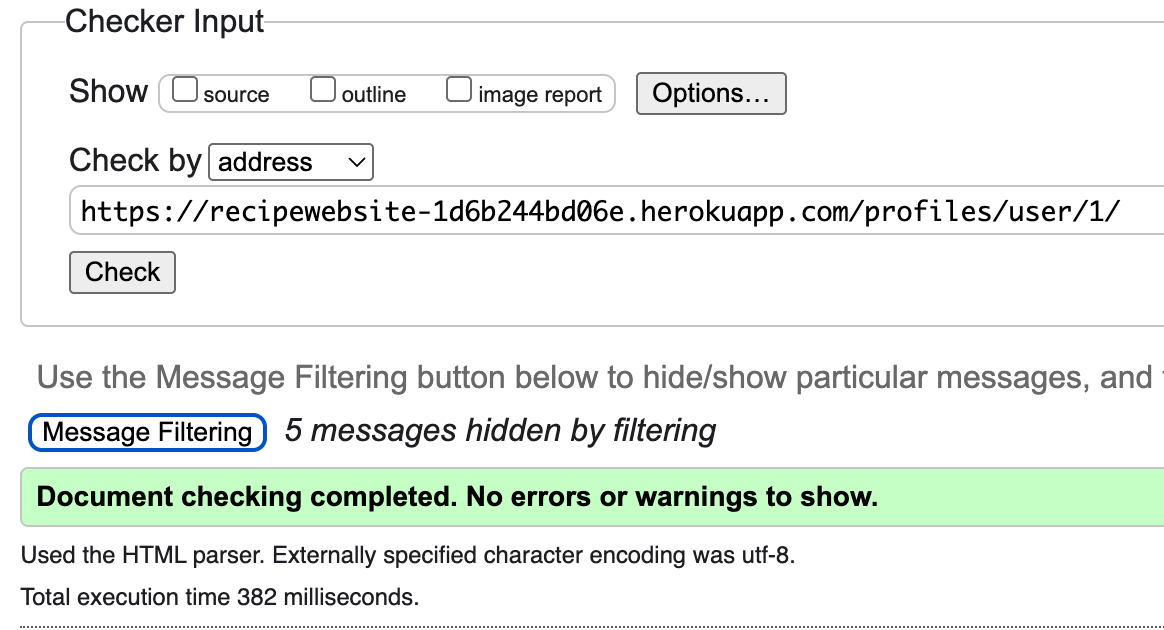 Checker Input
Show source outline image report Options...
Check by address
https://recipewebsite-1d6b244bd06e.herokuapp.com/profiles/user/1/
Check
Use the Message Filtering button below to hide/show particular messages, and
Message Filtering 5 messages hidden by filtering
Document checking completed. No errors or warnings to show.
Used the HTML parser. Externally specified character encoding was utf-8.
Total execution time 382 milliseconds.